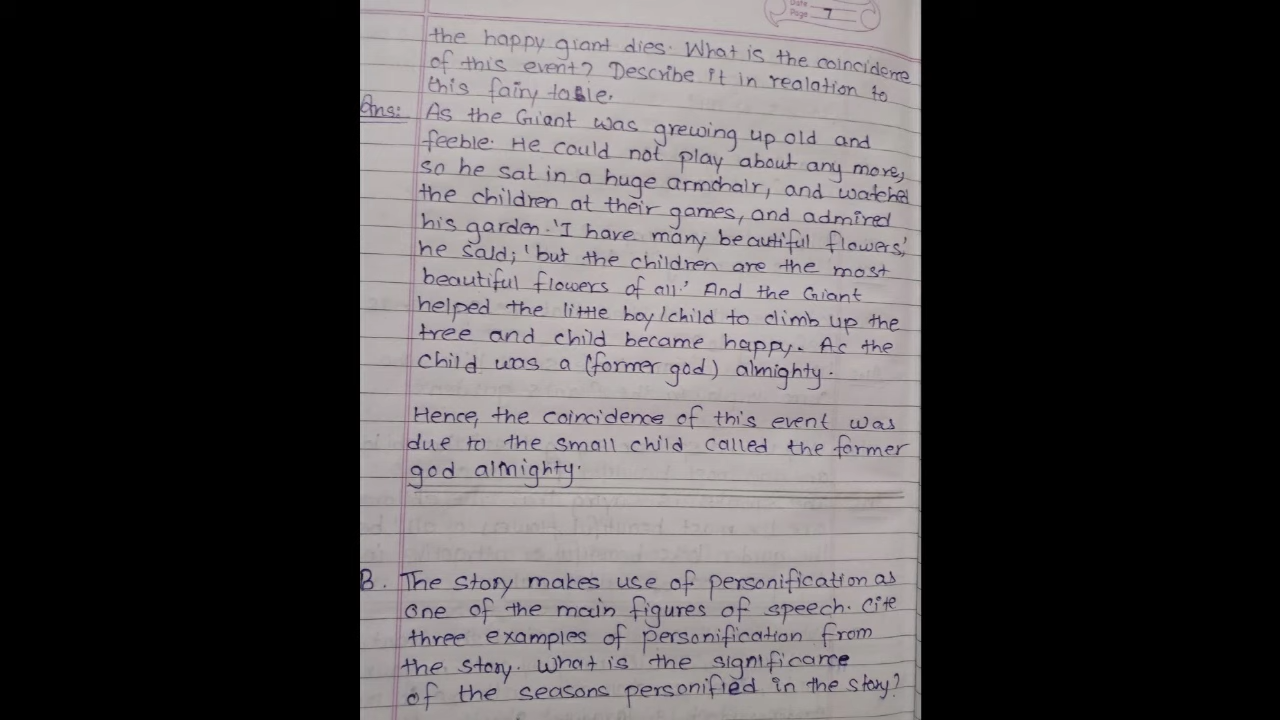 Date
Page 7
the happy giant dies. What is the coincidence
of this event? Describe it in realation to
this fairy table.
Ans: As the Giant was grewing up old and
feeble. He could not play about any more,
so he sat in a huge armchair, and watched
the children at their games, and admired
his garden. 'I have many beautiful flowers,'
he said; 'but the children are the most
beautiful flowers of all.' And the Giant
helped the little boy/child to climb up the
tree and child became happy. As the
child was a (former god) almighty.
Hence, the coincidence of this event was
due to the small child called the former
god almighty.
B. The story makes use of personification as
one of the main figures of speech. Cite
three examples of personification from
the story. What is the significance
of the seasons personified in the story?